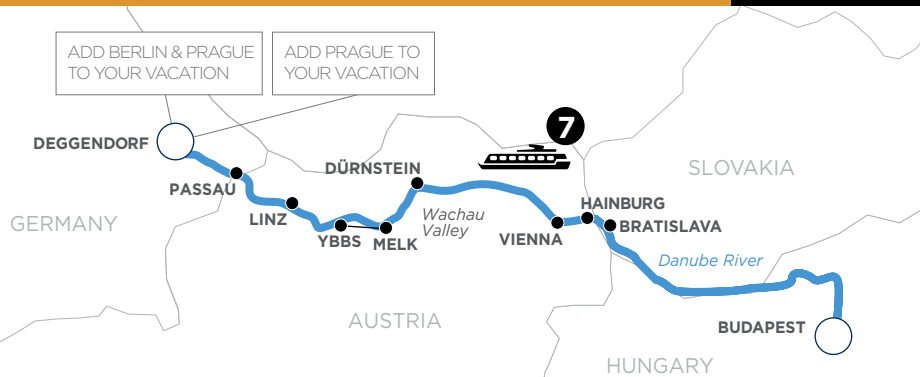 ADD BERLIN & PRAGUE
TO YOUR VACATION
ADD PRAGUE TO
YOUR VACATION
7
DEGGENDORF
DÜRNSTEIN
SLOVAKIA
PASSAU
HAINBURG
LINZ
Wachau
Valley
GERMANY
BRATISLAVA
YBBS
MELK
VIENNA
Danube River
AUSTRIA
BUDAPEST
HUNGARY